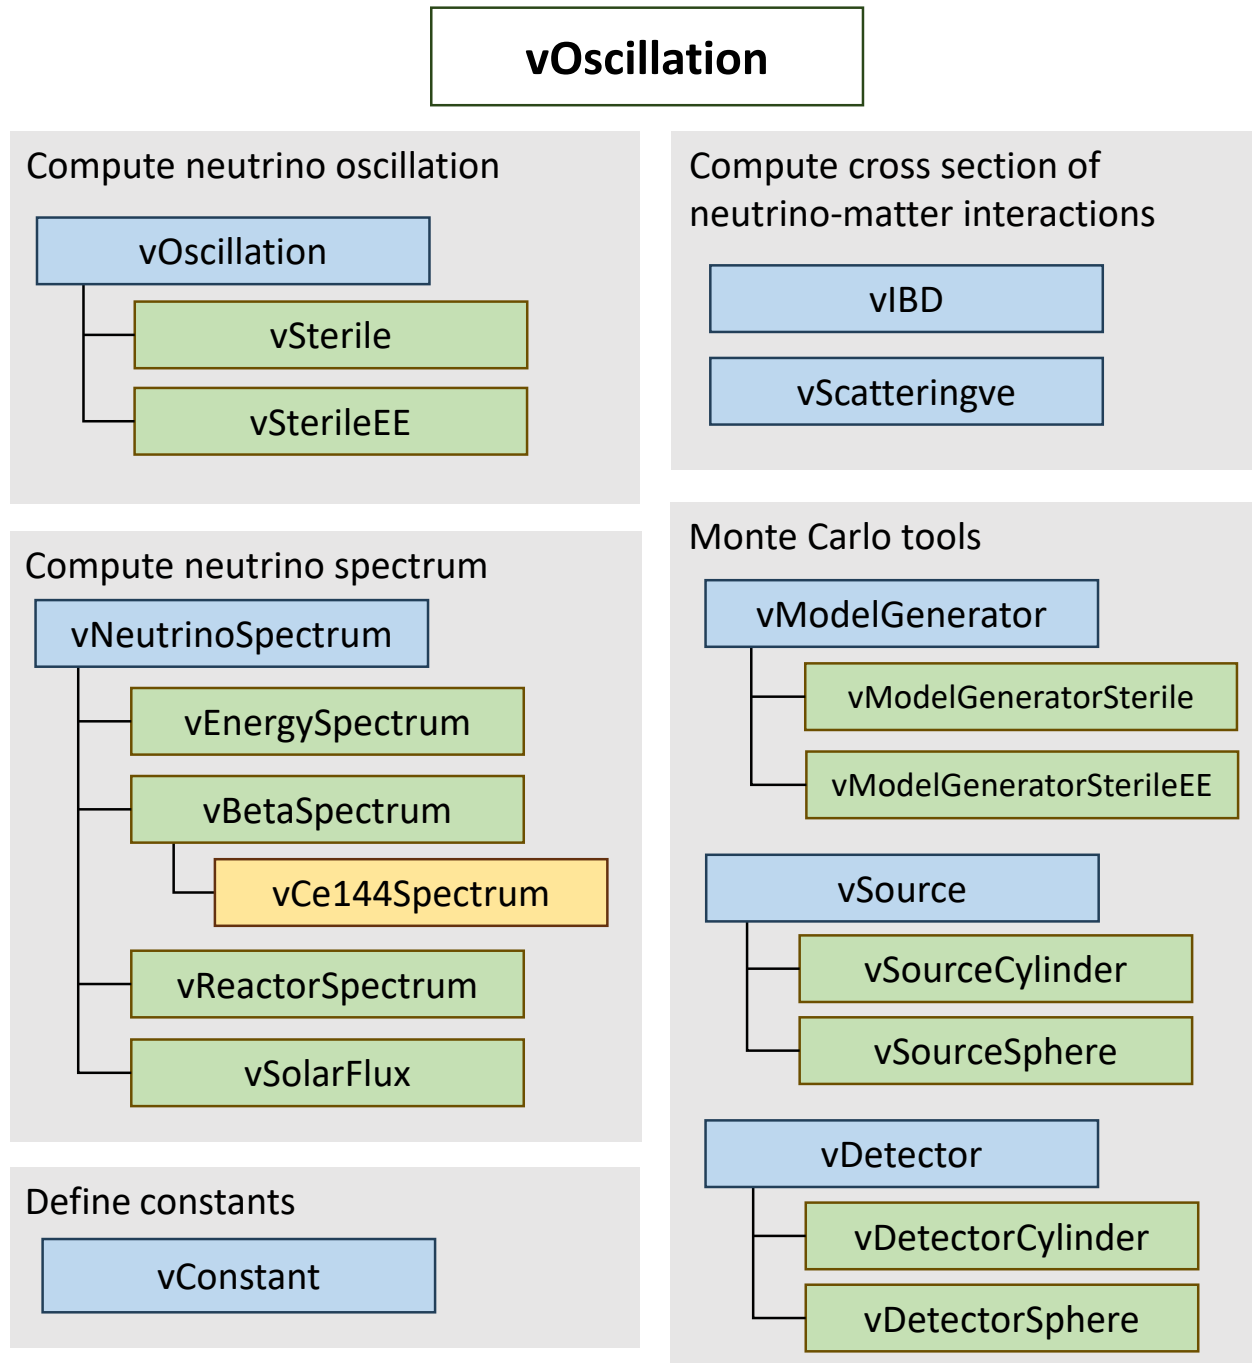 vOscillation
Compute neutrino oscillation
vOscillation
vSterile
vSterileEE
Compute neutrino spectrum
vNeutrinoSpectrum
vEnergySpectrum
vBetaSpectrum
vCe144Spectrum
vReactorSpectrum
vSolarFlux
Define constants
vConstant
Compute cross section of
neutrino-matter interactions
vIBD
vScatteringve
Monte Carlo tools
vModelGenerator
vModelGeneratorSterile
vModelGeneratorSterileEE
vSource
vSourceCylinder
vSourceSphere
vDetector
vDetectorCylinder
vDetectorSphere